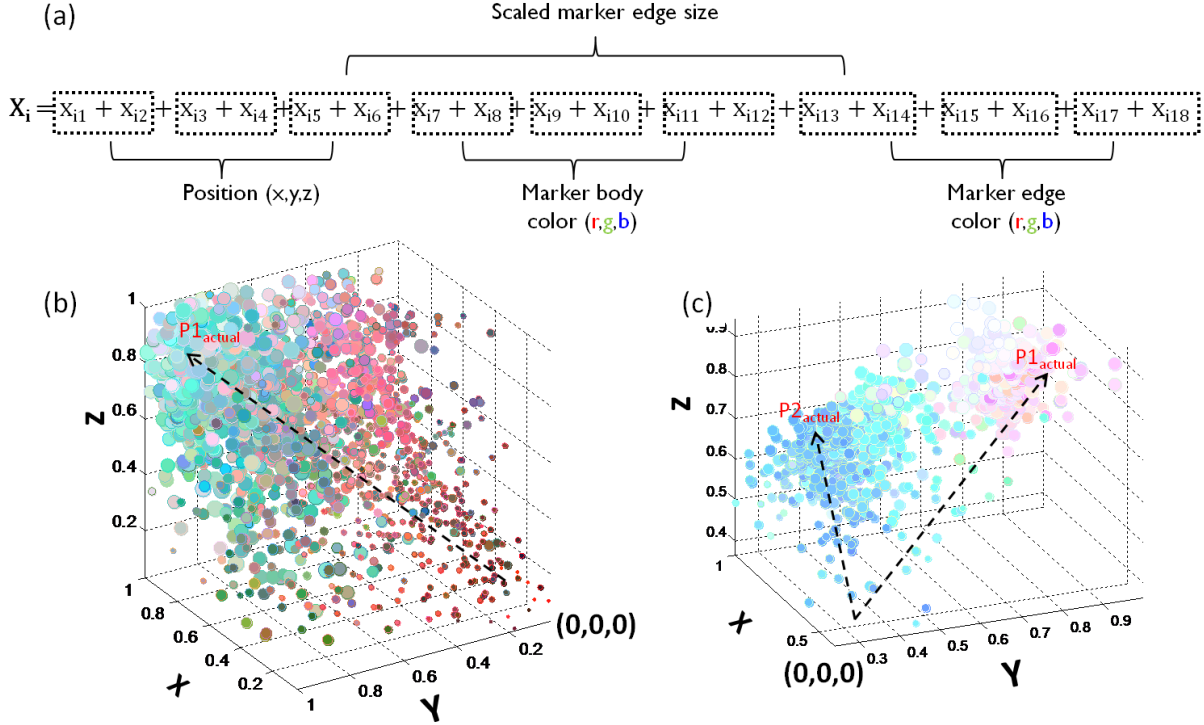 (a)
Scaled marker edge size
Xᵢ = xᵢ₁ + xᵢ₂ + xᵢ₃ + xᵢ₄ + xᵢ₅ + xᵢ₆ + xᵢ₇ + xᵢ₈ + xᵢ₉ + xᵢ₁₀ + xᵢ₁₁ + xᵢ₁₂ + xᵢ₁₃ + xᵢ₁₄ + xᵢ₁₅ + xᵢ₁₆ + xᵢ₁₇ + xᵢ₁₈
Position (x,y,z)
Marker body
color (r,g,b)
Marker edge
color (r,g,b)
(b)
1
0.8
0.6
0.4
0.2
Z
P1actual
1
0.8
0.6
0.4
0.2
X
1
0.8
0.6
0.4
0.2
Y
(0,0,0)
(c)
0.9
0.8
0.7
0.6
0.5
0.4
Z
P2actual
P1actual
1
0.5
X
(0,0,0)
0.3
0.4
0.5
0.6
0.7
0.8
0.9
Y